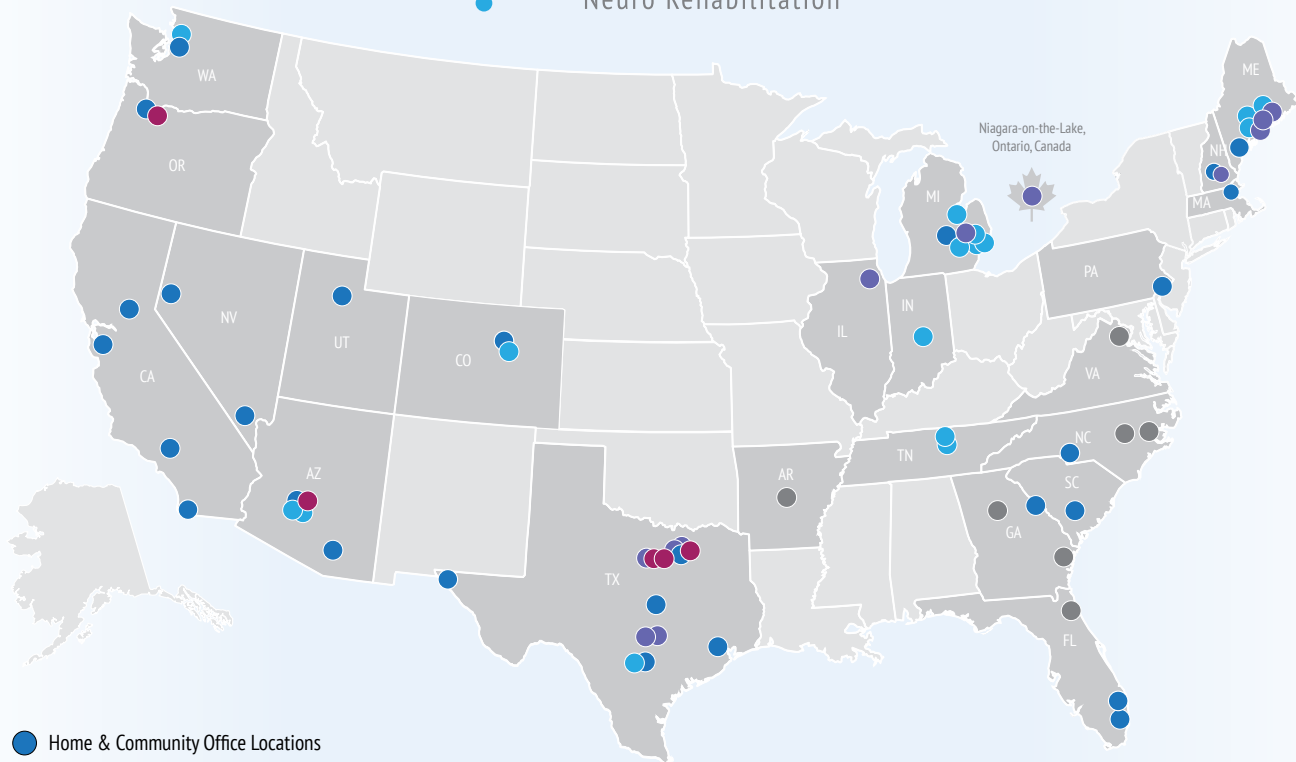 Neuro Rehabilitation
WA
ME
Niagara-on-the-Lake,
Ontario, Canada
OR
NH
MI
MA
PA
NV
IN
IL
UT
CO
VA
CA
NC
TN
AZ
AR
SC
GA
TX
FL
Home & Community Office Locations